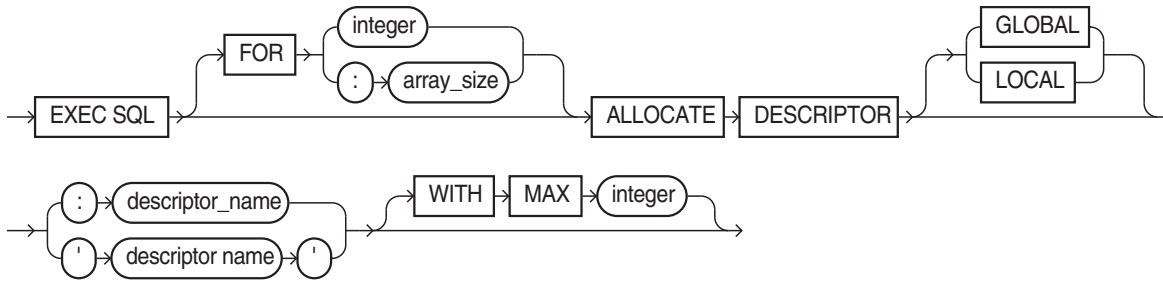 EXEC SQL FOR integer : array_size ALLOCATE DESCRIPTOR GLOBAL LOCAL
: descriptor_name ' descriptor name ' WITH MAX integer